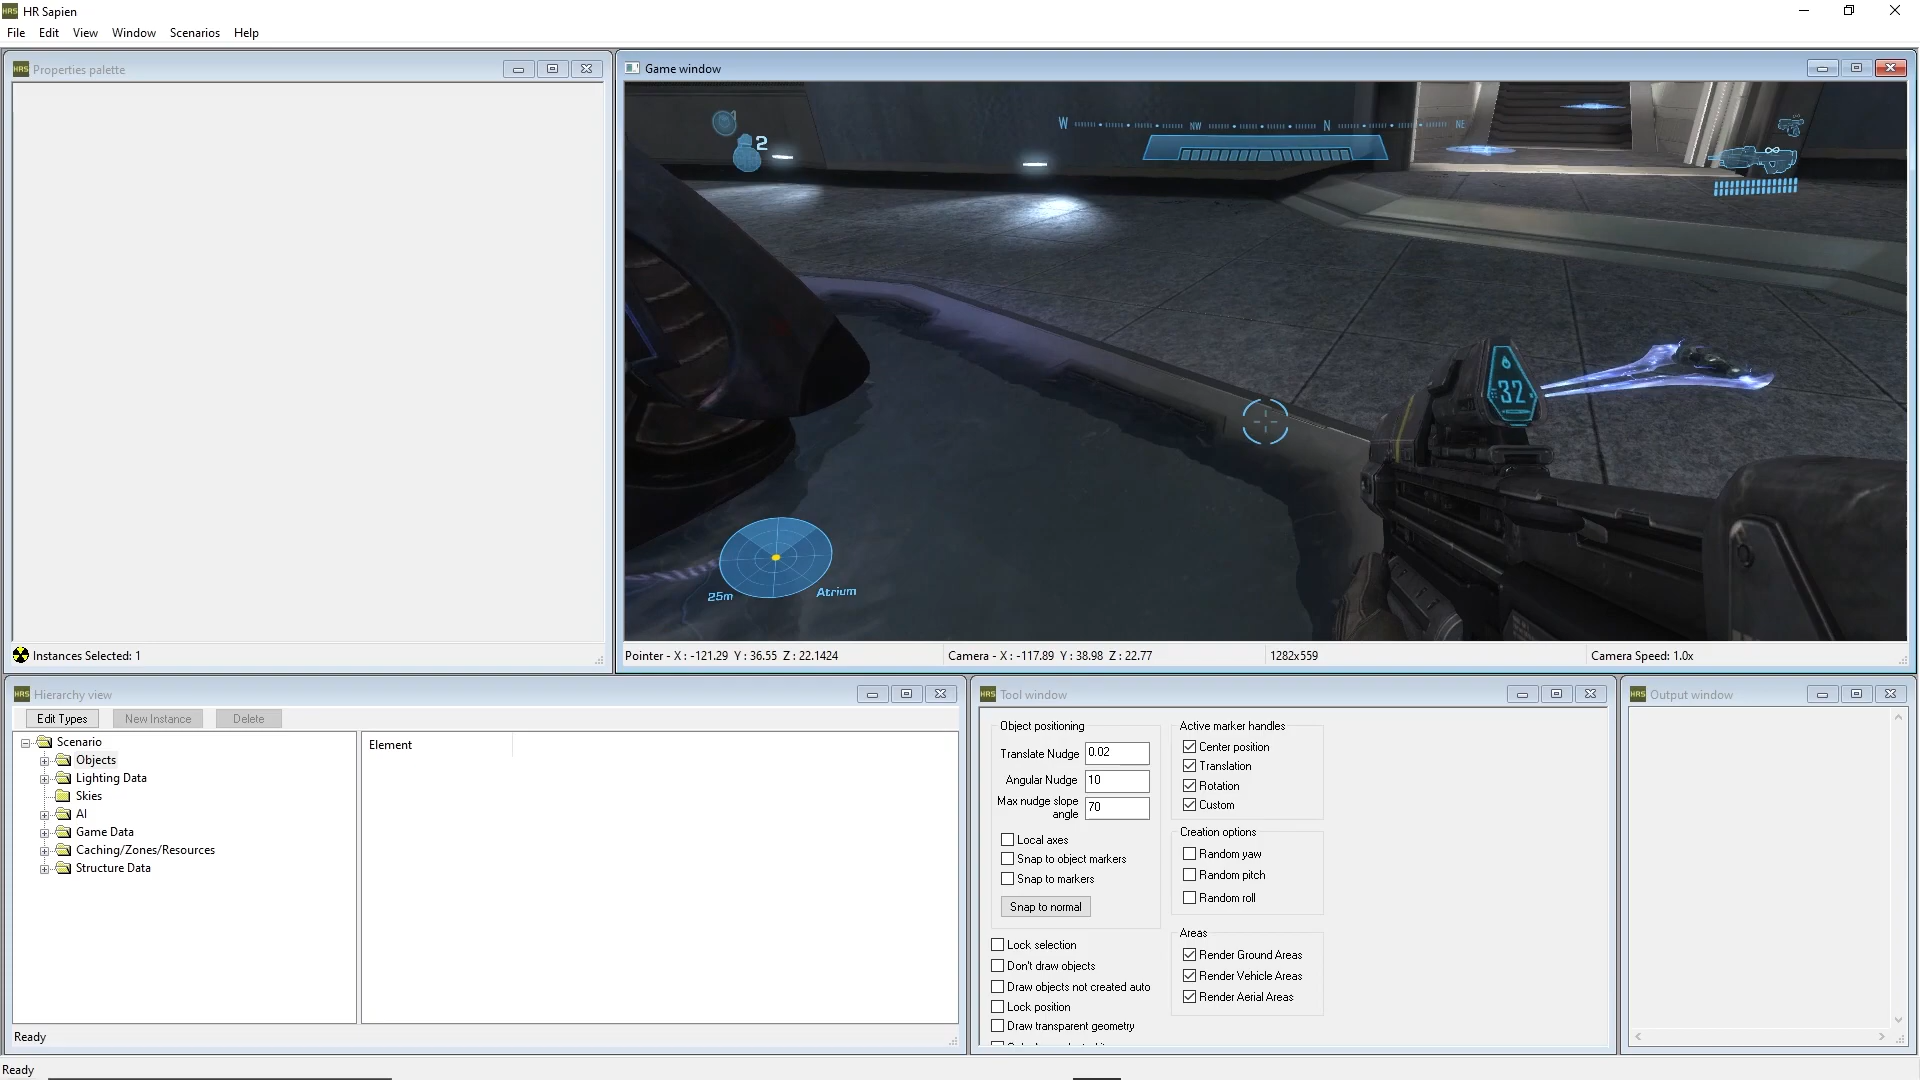 HR Sapien
File Edit View Window Scenarios Help
Properties palette
Instances Selected: 1
Game window
2
W NW N NE
32
25m Atrium
Pointer - X : -121.29 Y : 36.55 Z : 22.1424
Camera - X : -117.89 Y : 38.98 Z : 22.77
1282x559
Camera Speed: 1.0x
Hierarchy view
Edit Types New Instance Delete
Scenario
Objects
Lighting Data
Skies
AI
Game Data
Caching/Zones/Resources
Structure Data
Element
Ready
Tool window
Object positioning
Translate Nudge 0.02
Angular Nudge 10
Max nudge slope angle 70
Local axes
Snap to object markers
Snap to markers
Snap to normal
Lock selection
Don't draw objects
Draw objects not created auto
Lock position
Draw transparent geometry
Active marker handles
Center position
Translation
Rotation
Custom
Creation options
Random yaw
Random pitch
Random roll
Areas
Render Ground Areas
Render Vehicle Areas
Render Aerial Areas
Output window
Ready